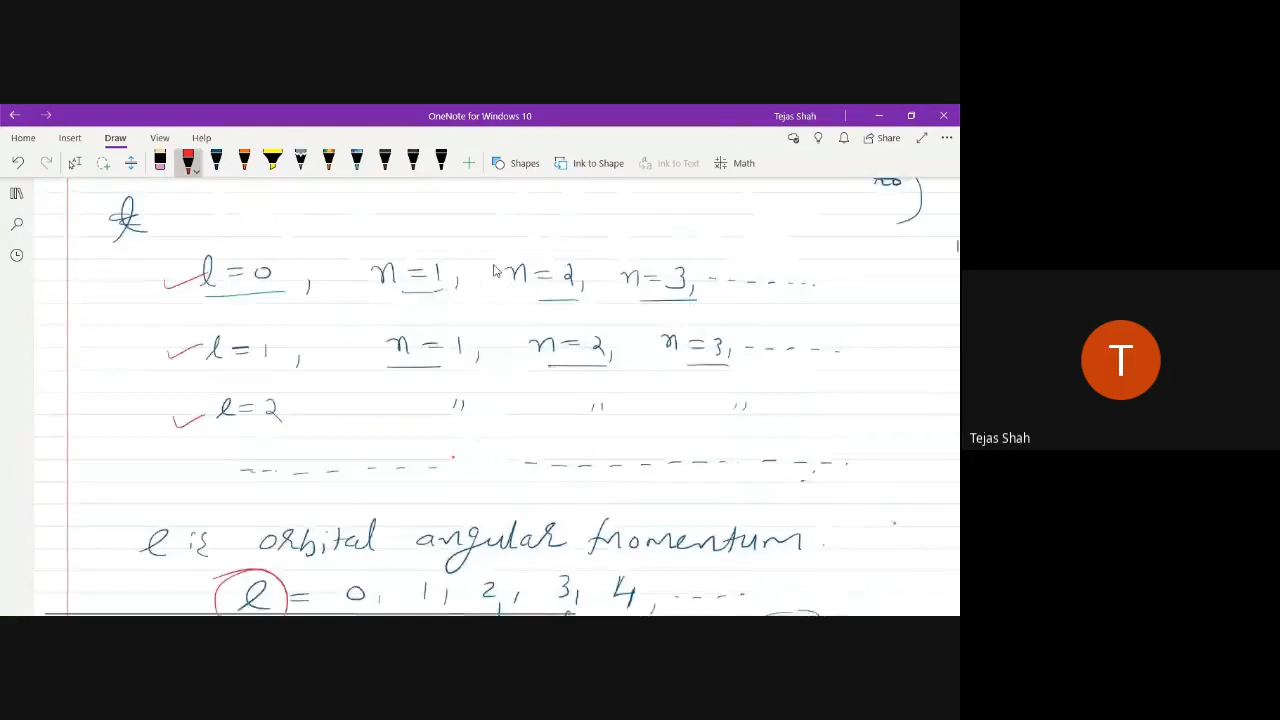 OneNote for Windows 10
Tejas Shah
Home Insert Draw View Help
Share
Shapes Ink to Shape Ink to Text Math
l = 0, n = 1, n = 2, n = 3, -------
l = 1, n = 1, n = 2, n = 3, -----
l = 2 " " "
l is orbital angular momentum.
l = 0, 1, 2, 3, 4, ----
T
Tejas Shah